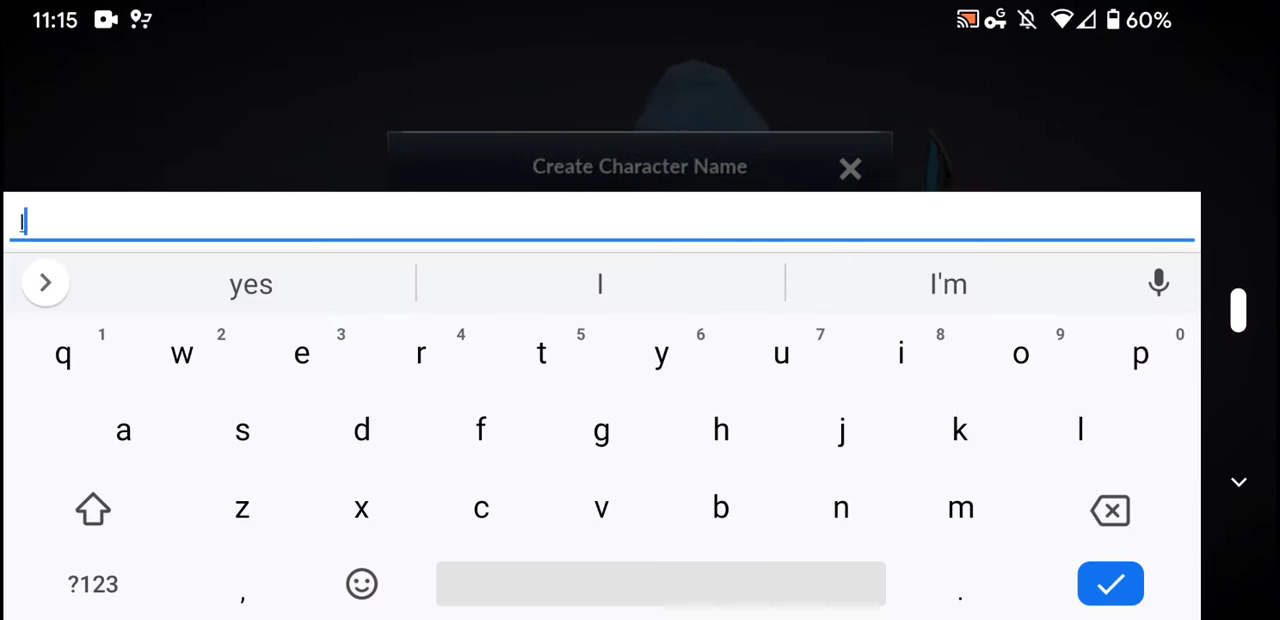 11:15 60%
Create Character Name
I
yes I I'm
1 2 3 4 5 6 7 8 9 0
q w e r t y u i o p
a s d f g h j k l
z x c v b n m
?123 , .